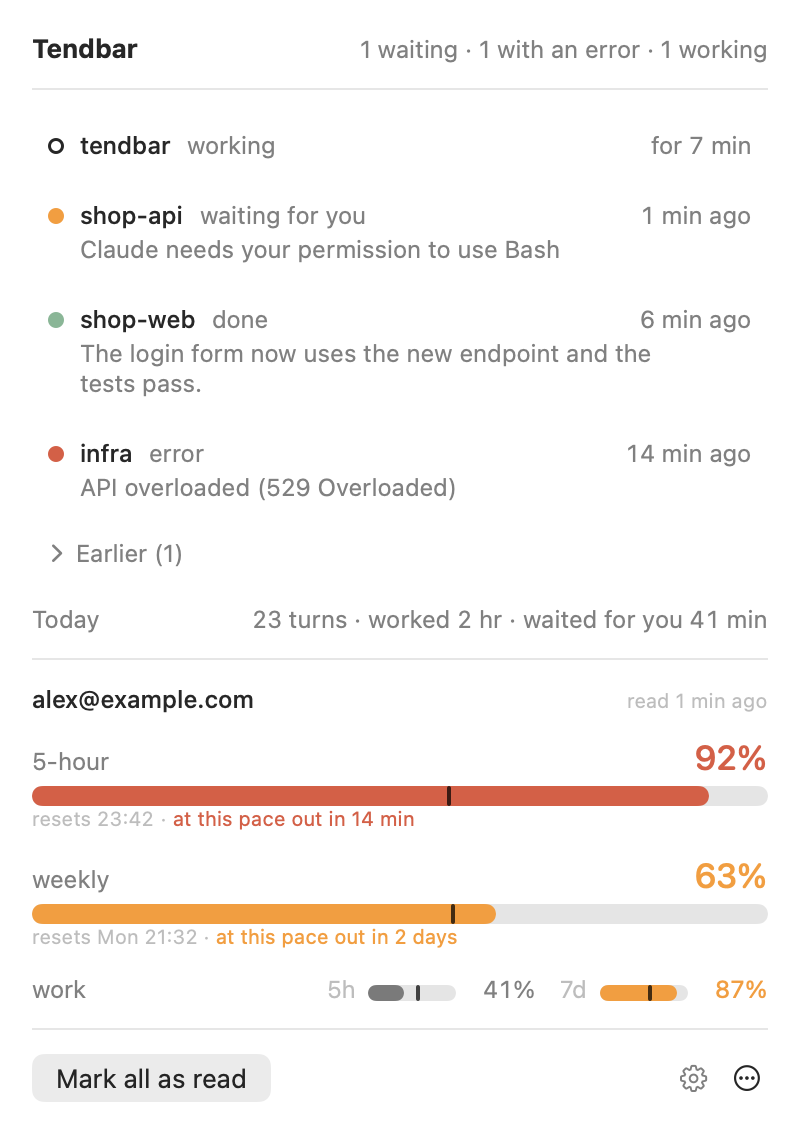 Tendbar 1 waiting · 1 with an error · 1 working
tendbar working for 7 min
shop-api waiting for you 1 min ago
Claude needs your permission to use Bash
shop-web done 6 min ago
The login form now uses the new endpoint and the
tests pass.
infra error 14 min ago
API overloaded (529 Overloaded)
Earlier (1)
Today 23 turns · worked 2 hr · waited for you 41 min
alex@example.com read 1 min ago
5-hour 92%
resets 23:42 · at this pace out in 14 min
weekly 63%
resets Mon 21:32 · at this pace out in 2 days
work 5h 41% 7d 87%
Mark all as read